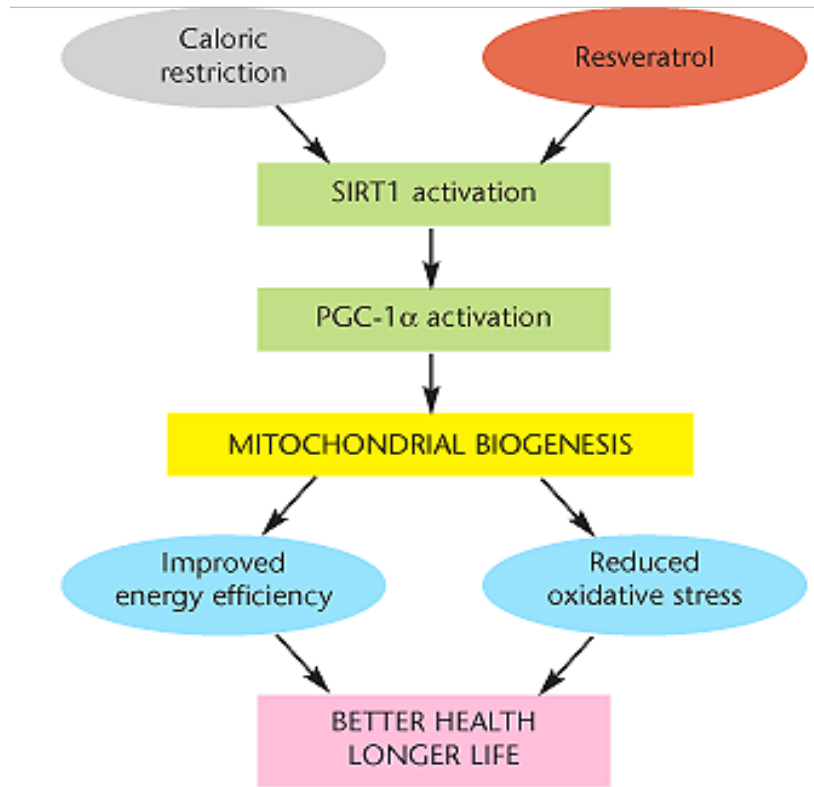 Caloric
restriction
Resveratrol
SIRT1 activation
PGC-1α activation
MITOCHONDRIAL BIOGENESIS
Improved
energy efficiency
Reduced
oxidative stress
BETTER HEALTH
LONGER LIFE